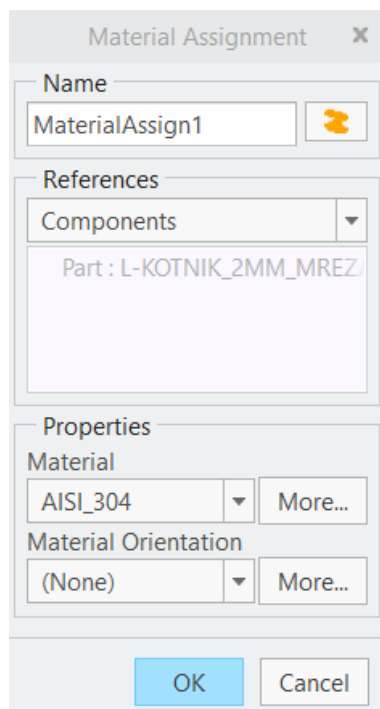 Material Assignment
Name
MaterialAssign1
References
Components
Part : L-KOTNIK_2MM_MREZ
Properties
Material
AISI_304
More...
Material Orientation
(None)
More...
OK
Cancel